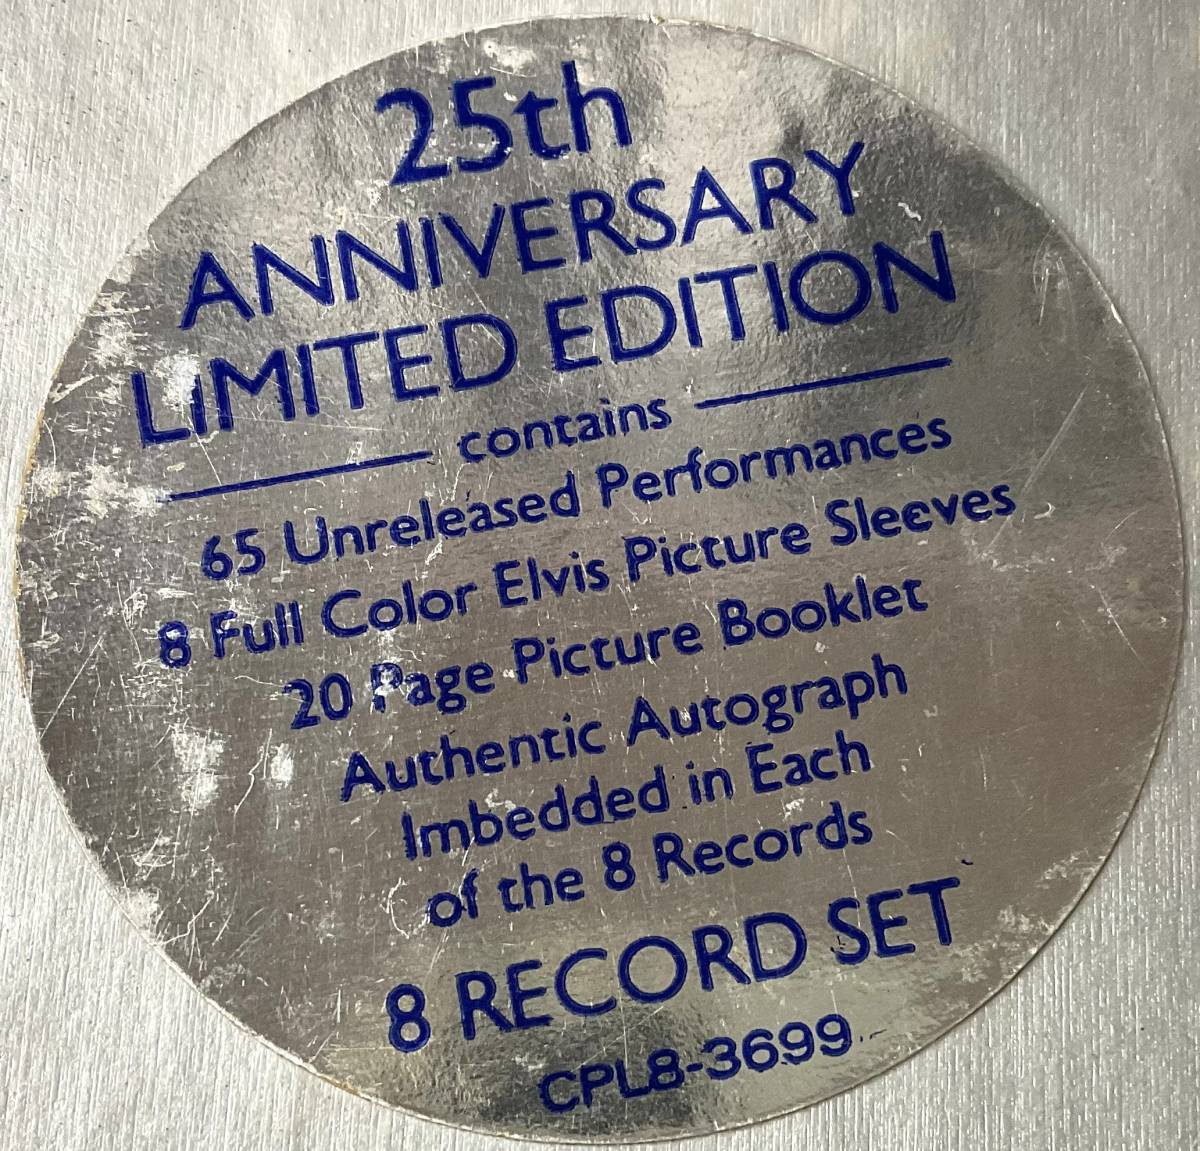 25th
ANNIVERSARY
LIMITED EDITION
contains
65 Unreleased Performances
8 Full Color Elvis Picture Sleeves
20 Page Picture Booklet
Authentic Autograph
Imbedded in Each
of the 8 Records
8 RECORD SET
CPL8-3699